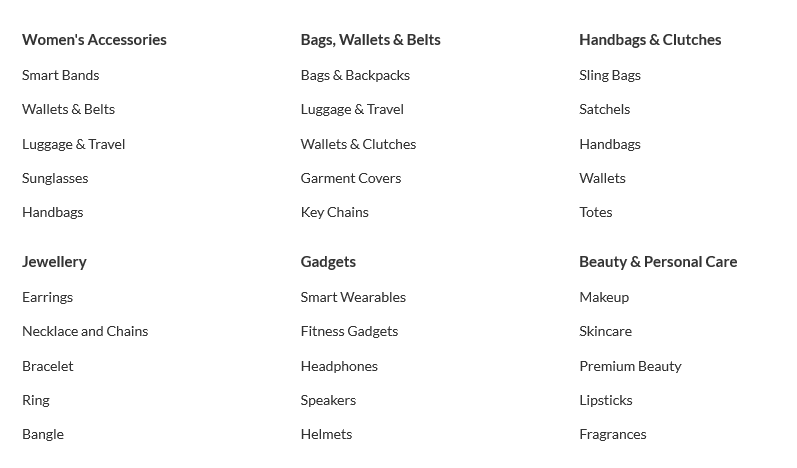 Women's Accessories
Smart Bands
Wallets & Belts
Luggage & Travel
Sunglasses
Handbags
Bags, Wallets & Belts
Bags & Backpacks
Luggage & Travel
Wallets & Clutches
Garment Covers
Key Chains
Handbags & Clutches
Sling Bags
Satchels
Handbags
Wallets
Totes
Jewellery
Earrings
Necklace and Chains
Bracelet
Ring
Bangle
Gadgets
Smart Wearables
Fitness Gadgets
Headphones
Speakers
Helmets
Beauty & Personal Care
Makeup
Skincare
Premium Beauty
Lipsticks
Fragrances